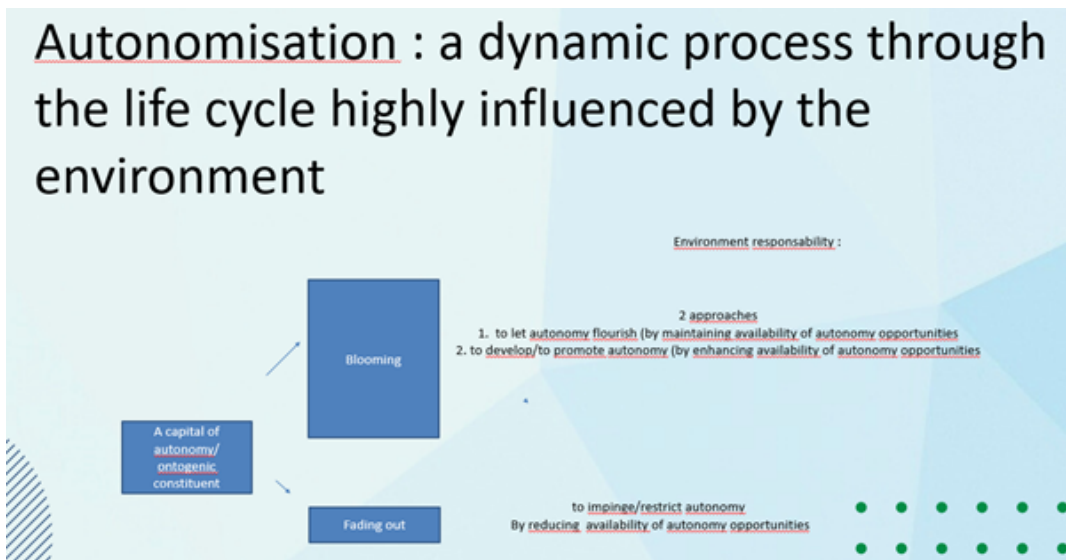 Autonomisation : a dynamic process through
the life cycle highly influenced by the
environment
Environment responsability :
2 approaches
1. to let autonomy flourish (by maintaining availability of autonomy opportunities
2. to develop/to promote autonomy (by enhancing availability of autonomy opportunities
Blooming
A capital of
autonomy/
ontogenic
constituent
Fading out
to impinge/restrict autonomy
By reducing availability of autonomy opportunities